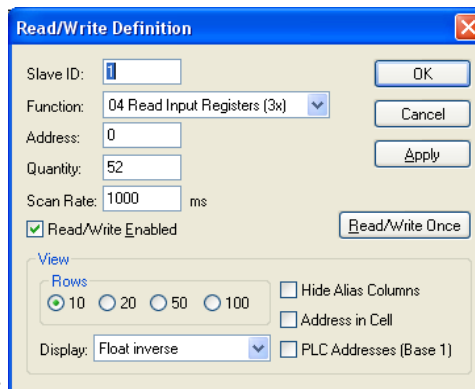 Read/Write Definition
Slave ID: 1
OK
Function: 04 Read Input Registers (3x)
Cancel
Address: 0
Apply
Quantity: 52
Scan Rate: 1000 ms
Read/Write Enabled
Read/Write Once
View
Rows
10 20 50 100
Hide Alias Columns
Address in Cell
Display: Float inverse
PLC Addresses (Base 1)